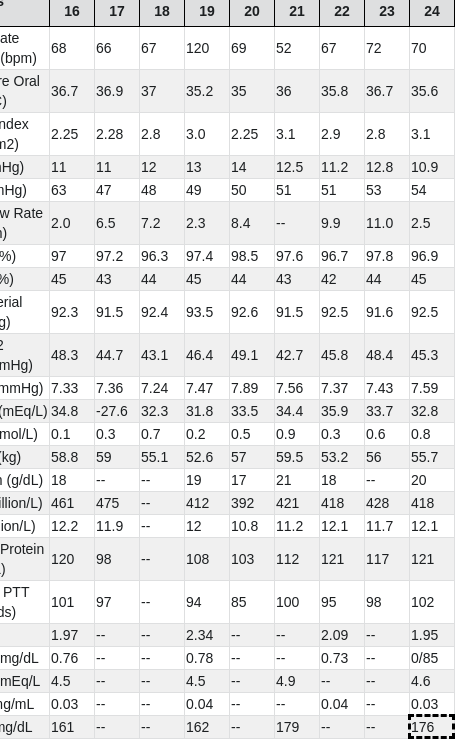 s 16 17 18 19 20 21 22 23 24
ate
(bpm) 68 66 67 120 69 52 67 72 70
re Oral
C) 36.7 36.9 37 35.2 35 36 35.8 36.7 35.6
ndex
m2) 2.25 2.28 2.8 3.0 2.25 3.1 2.9 2.8 3.1
nHg) 11 11 12 13 14 12.5 11.2 12.8 10.9
mHg) 63 47 48 49 50 51 51 53 54
w Rate
n) 2.0 6.5 7.2 2.3 8.4 -- 9.9 11.0 2.5
%) 97 97.2 96.3 97.4 98.5 97.6 96.7 97.8 96.9
%) 45 43 44 45 44 43 42 44 45
erial
g) 92.3 91.5 92.4 93.5 92.6 91.5 92.5 91.6 92.5
2
mHg) 48.3 44.7 43.1 46.4 49.1 42.7 45.8 48.4 45.3
mmHg) 7.33 7.36 7.24 7.47 7.89 7.56 7.37 7.43 7.59
(mEq/L) 34.8 -27.6 32.3 31.8 33.5 34.4 35.9 33.7 32.8
mol/L) 0.1 0.3 0.7 0.2 0.5 0.9 0.3 0.6 0.8
(kg) 58.8 59 55.1 52.6 57 59.5 53.2 56 55.7
n (g/dL) 18 -- -- 19 17 21 18 -- 20
illion/L) 461 475 -- 412 392 421 418 428 418
ion/L) 12.2 11.9 -- 12 10.8 11.2 12.1 11.7 12.1
Protein
L) 120 98 -- 108 103 112 121 117 121
PTT
ds) 101 97 -- 94 85 100 95 98 102
1.97 -- -- 2.34 -- -- 2.09 -- 1.95
mg/dL 0.76 -- -- 0.78 -- -- 0.73 -- 0/85
mEq/L 4.5 -- -- 4.5 -- 4.9 -- -- 4.6
ng/mL 0.03 -- -- 0.04 -- -- 0.04 -- 0.03
mg/dL 161 -- -- 162 -- 179 -- -- 176